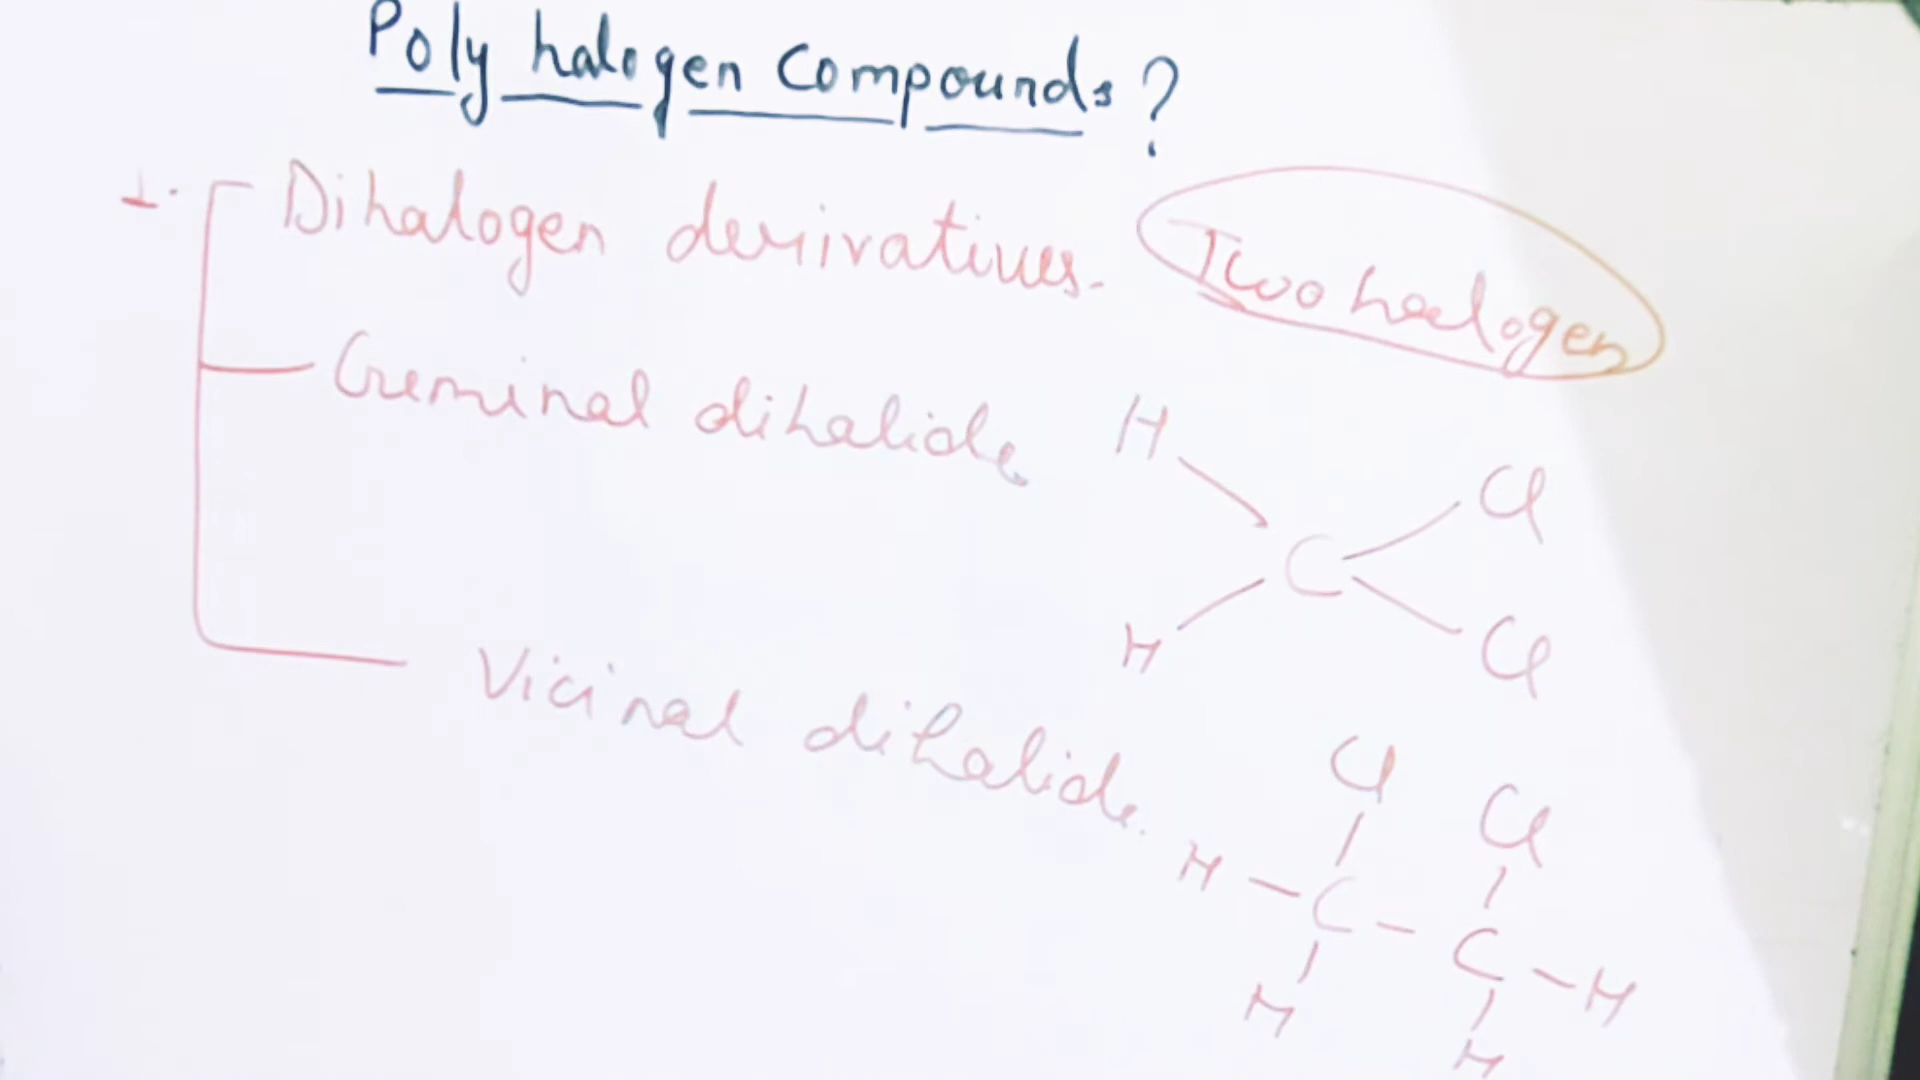 Poly halogen Compounds?
1. Dihalogen derivatives. Two halogen
Geminal dihalide
H Cl
C
H Cl
Vicinal dihalide.
Cl Cl
H - C - C - H
H H